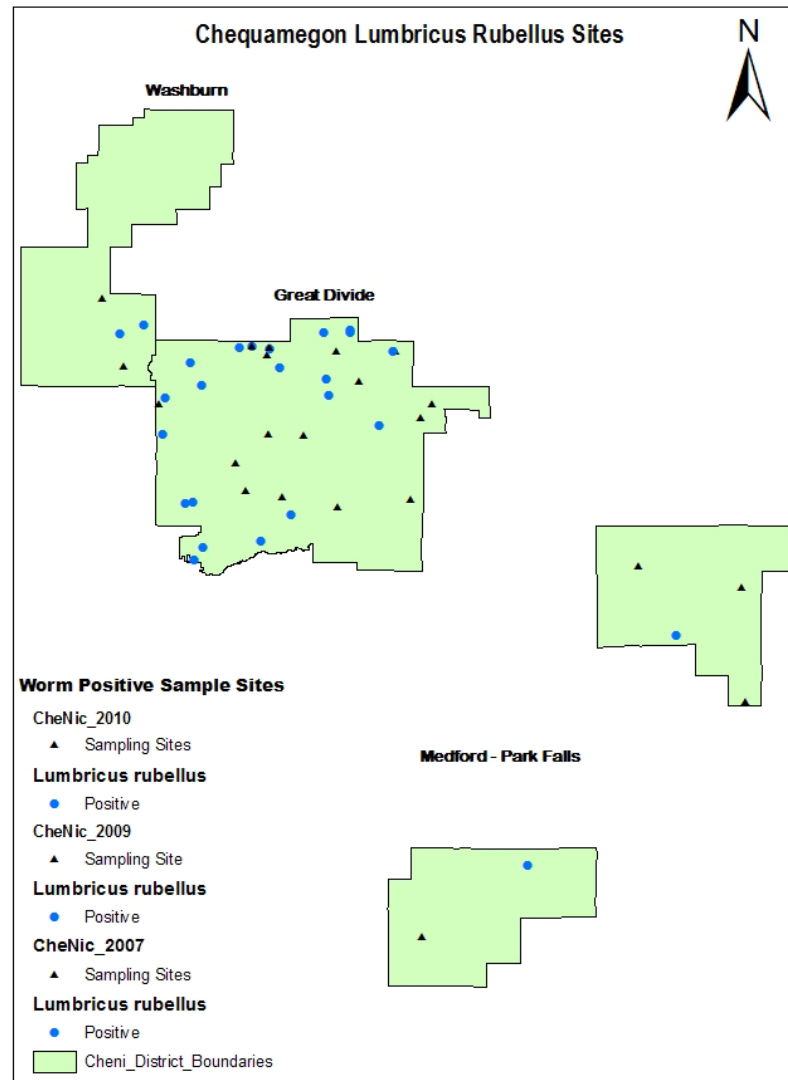 Chequamegon Lumbricus Rubellus Sites
N
Washburn
Great Divide
Medford - Park Falls
Worm Positive Sample Sites
CheNic_2010
Sampling Sites
Lumbricus rubellus
Positive
CheNic_2009
Sampling Site
Lumbricus rubellus
Positive
CheNic_2007
Sampling Sites
Lumbricus rubellus
Positive
Cheni_District_Boundaries